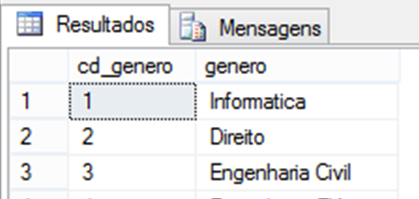 Resultados Mensagens
cd_genero genero
1 1 Informatica
2 2 Direito
3 3 Engenharia Civil